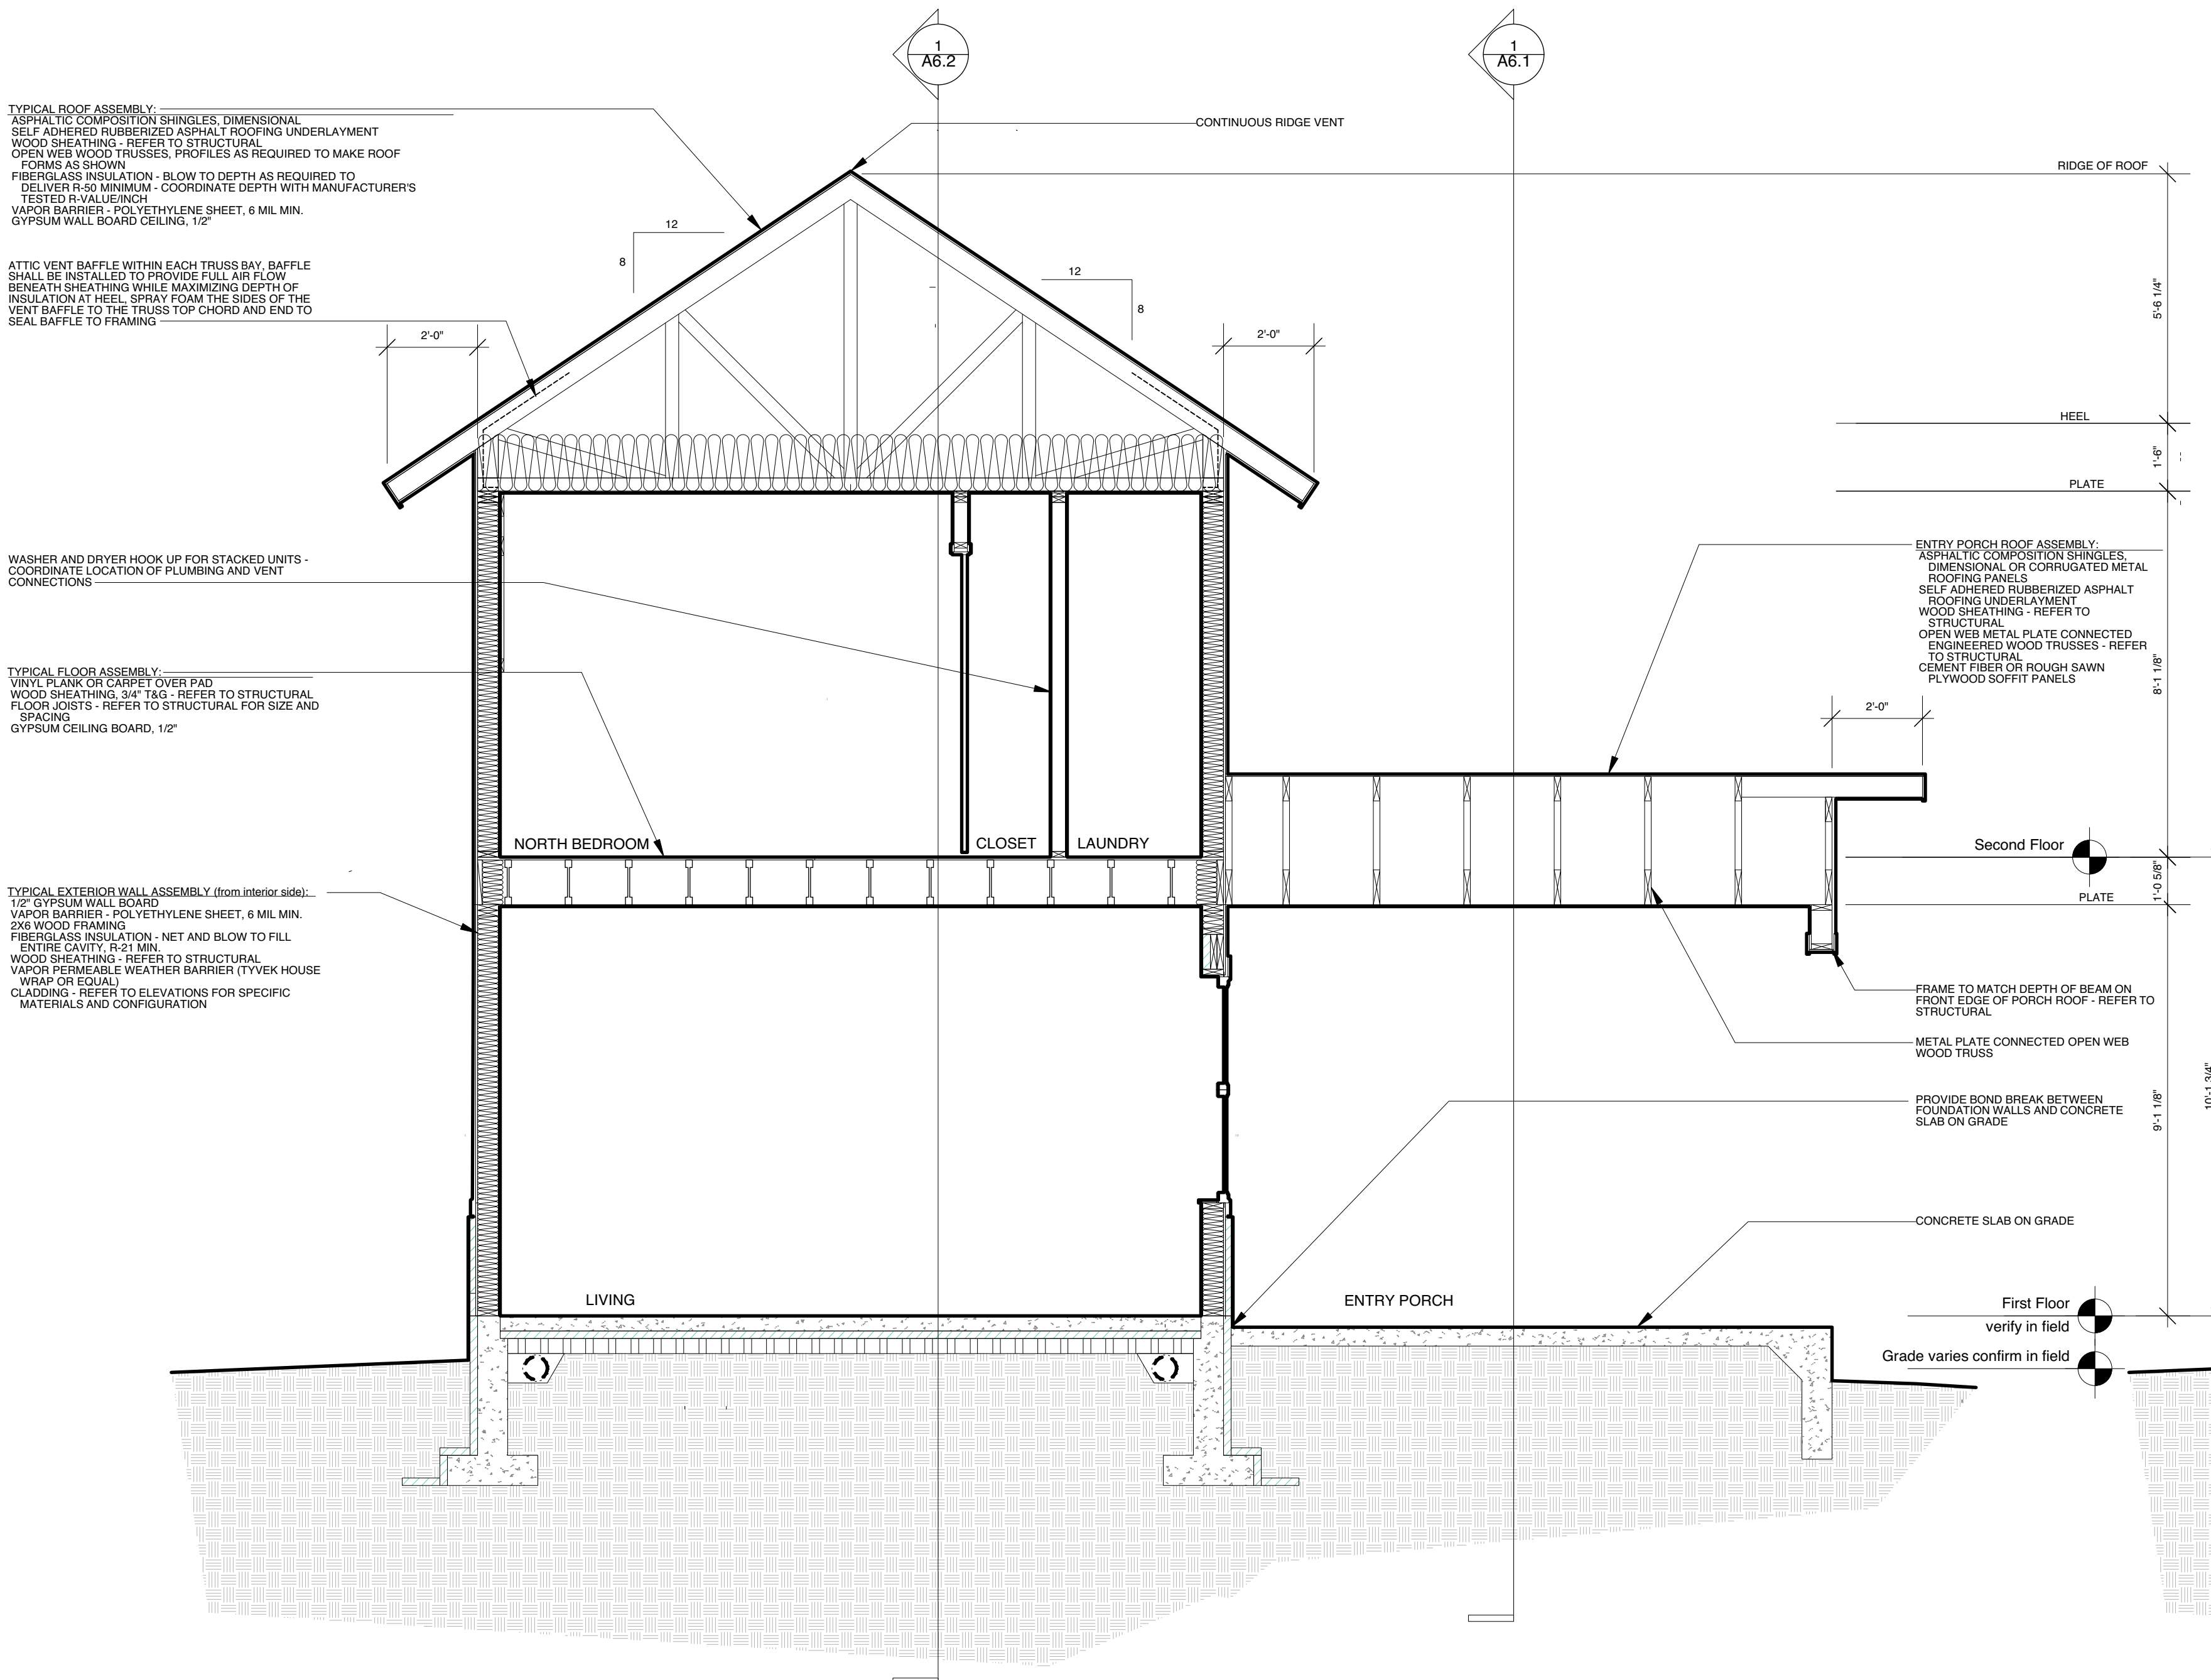 1
A6.2
1
A6.1
TYPICAL ROOF ASSEMBLY:
ASPHALTIC COMPOSITION SHINGLES, DIMENSIONAL
SELF ADHERED RUBBERIZED ASPHALT ROOFING UNDERLAYMENT
WOOD SHEATHING - REFER TO STRUCTURAL
OPEN WEB WOOD TRUSSES, PROFILES AS REQUIRED TO MAKE ROOF
FORMS AS SHOWN
FIBERGLASS INSULATION - BLOW TO DEPTH AS REQUIRED TO
DELIVER R-50 MINIMUM - COORDINATE DEPTH WITH MANUFACTURER'S
TESTED R-VALUE/INCH
VAPOR BARRIER - POLYETHYLENE SHEET, 6 MIL MIN.
GYPSUM WALL BOARD CEILING, 1/2"
CONTINUOUS RIDGE VENT
RIDGE OF ROOF
12
8
12
8
ATTIC VENT BAFFLE WITHIN EACH TRUSS BAY, BAFFLE
SHALL BE INSTALLED TO PROVIDE FULL AIR FLOW
BENEATH SHEATHING WHILE MAXIMIZING DEPTH OF
INSULATION AT HEEL, SPRAY FOAM THE SIDES OF THE
VENT BAFFLE TO THE TRUSS TOP CHORD AND END TO
SEAL BAFFLE TO FRAMING
2'-0"
2'-0"
5'-6 1/4"
HEEL
1'-6"
PLATE
WASHER AND DRYER HOOK UP FOR STACKED UNITS -
COORDINATE LOCATION OF PLUMBING AND VENT
CONNECTIONS
ENTRY PORCH ROOF ASSEMBLY:
ASPHALTIC COMPOSITION SHINGLES,
DIMENSIONAL OR CORRUGATED METAL
ROOFING PANELS
SELF ADHERED RUBBERIZED ASPHALT
ROOFING UNDERLAYMENT
WOOD SHEATHING - REFER TO
STRUCTURAL
OPEN WEB METAL PLATE CONNECTED
ENGINEERED WOOD TRUSSES - REFER
TO STRUCTURAL
CEMENT FIBER OR ROUGH SAWN
PLYWOOD SOFFIT PANELS
8'-1 1/8"
TYPICAL FLOOR ASSEMBLY:
VINYL PLANK OR CARPET OVER PAD
WOOD SHEATHING, 3/4" T&G - REFER TO STRUCTURAL
FLOOR JOISTS - REFER TO STRUCTURAL FOR SIZE AND
SPACING
GYPSUM CEILING BOARD, 1/2"
2'-0"
NORTH BEDROOM
CLOSET
LAUNDRY
Second Floor
1'-0 5/8"
PLATE
TYPICAL EXTERIOR WALL ASSEMBLY (from interior side):
1/2" GYPSUM WALL BOARD
VAPOR BARRIER - POLYETHYLENE SHEET, 6 MIL MIN.
2X6 WOOD FRAMING
FIBERGLASS INSULATION - NET AND BLOW TO FILL
ENTIRE CAVITY, R-21 MIN.
WOOD SHEATHING - REFER TO STRUCTURAL
VAPOR PERMEABLE WEATHER BARRIER (TYVEK HOUSE
WRAP OR EQUAL)
CLADDING - REFER TO ELEVATIONS FOR SPECIFIC
MATERIALS AND CONFIGURATION
FRAME TO MATCH DEPTH OF BEAM ON
FRONT EDGE OF PORCH ROOF - REFER TO
STRUCTURAL
METAL PLATE CONNECTED OPEN WEB
WOOD TRUSS
PROVIDE BOND BREAK BETWEEN
FOUNDATION WALLS AND CONCRETE
SLAB ON GRADE
9'-1 1/8"
10'-1 3/4"
CONCRETE SLAB ON GRADE
LIVING
ENTRY PORCH
First Floor
verify in field
Grade varies confirm in field